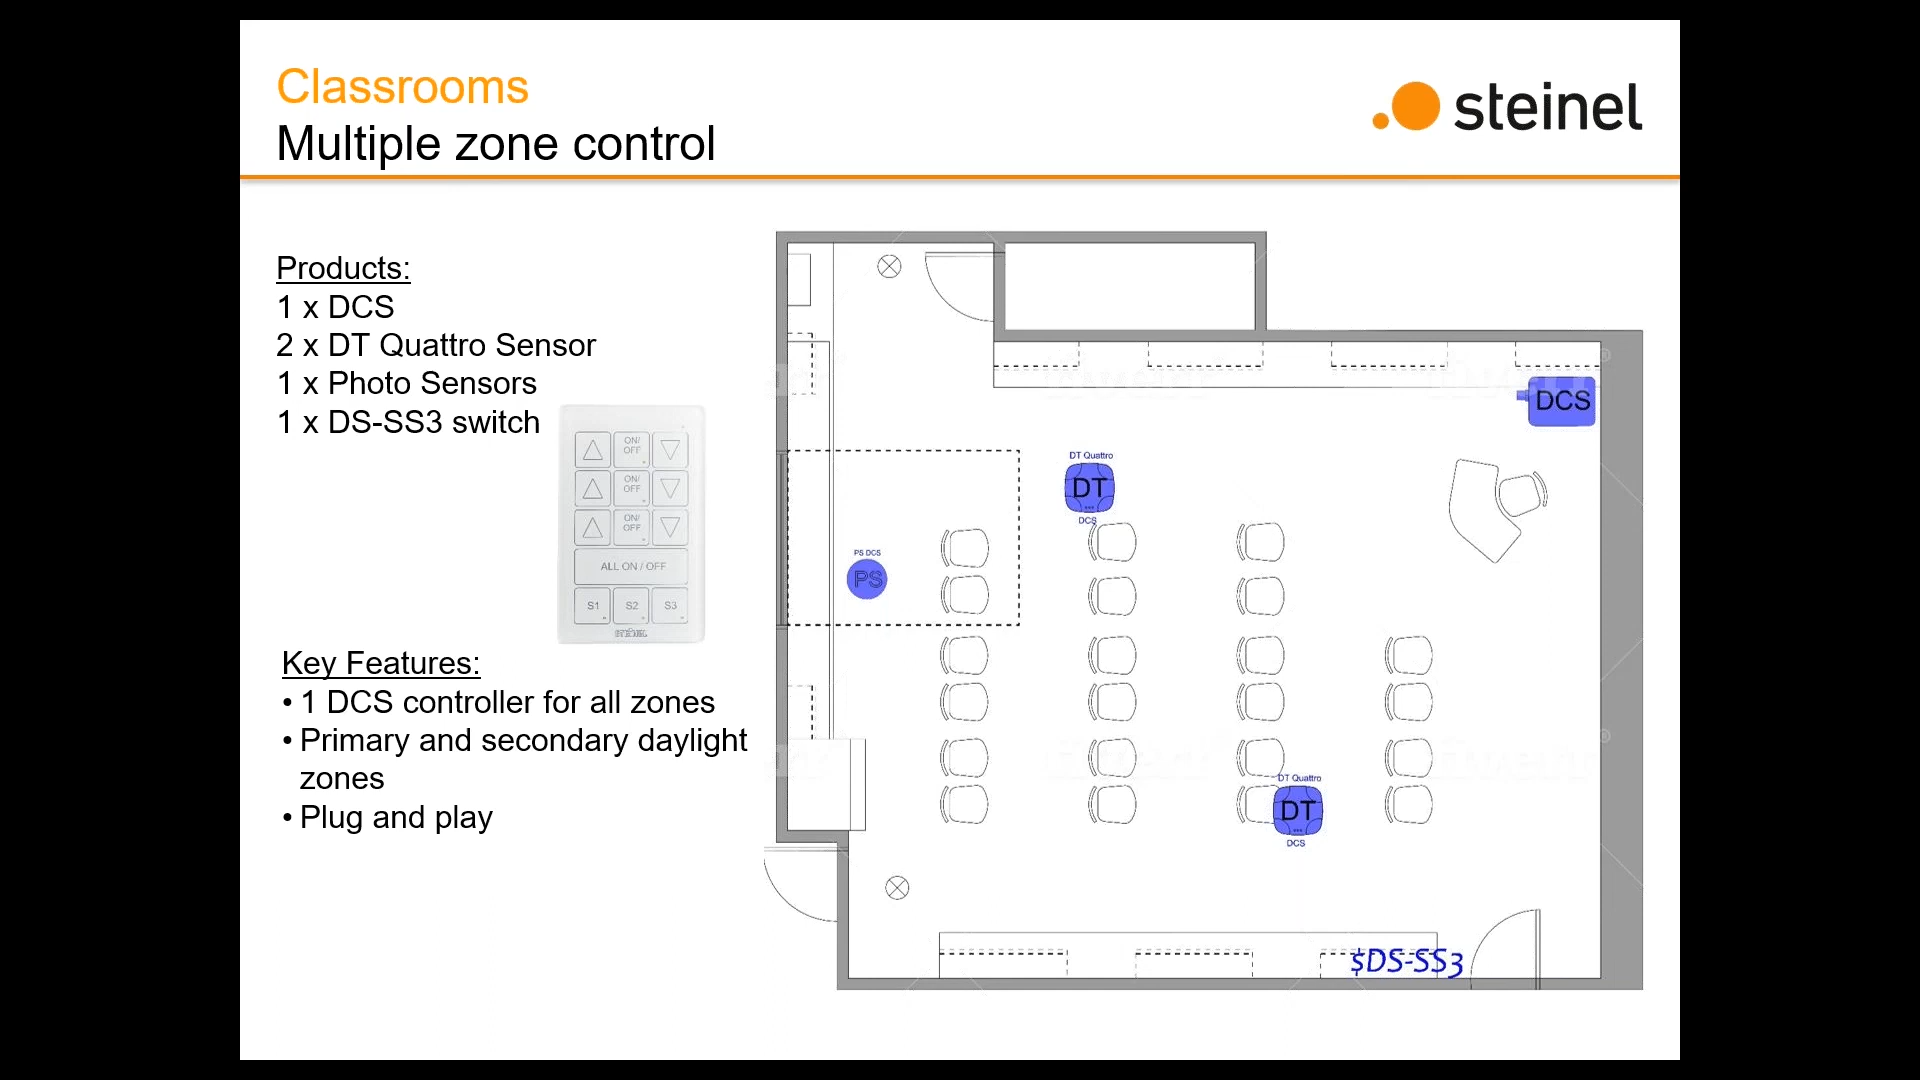 Classrooms
Multiple zone control
steinel
Products:
1 x DCS
2 x DT Quattro Sensor
1 x Photo Sensors
1 x DS-SS3 switch
ON/
OFF
ON/
OFF
ON/
OFF
ALL ON / OFF
S1 S2 S3
STEINEL
Key Features:
• 1 DCS controller for all zones
• Primary and secondary daylight
zones
• Plug and play
DCS
DT Quattro
DT
DCS
PS DCS
PS
DT Quattro
DT
DCS
$DS-SS3